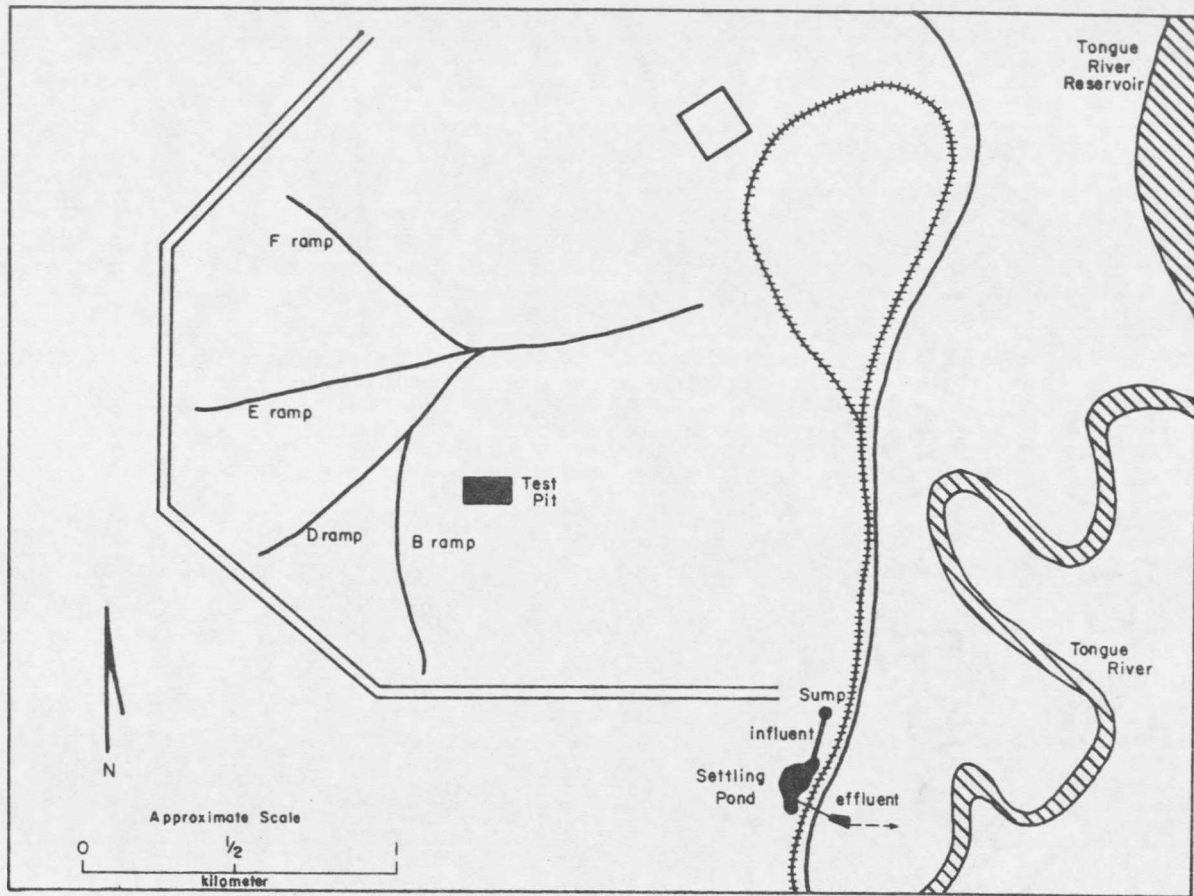 Tongue
River
Reservoir
F ramp
E ramp
Test
Pit
D ramp
B ramp
Tongue
River
Sump
influent
Settling
Pond
effluent
N
Approximate Scale
0 1/2 1
kilometer